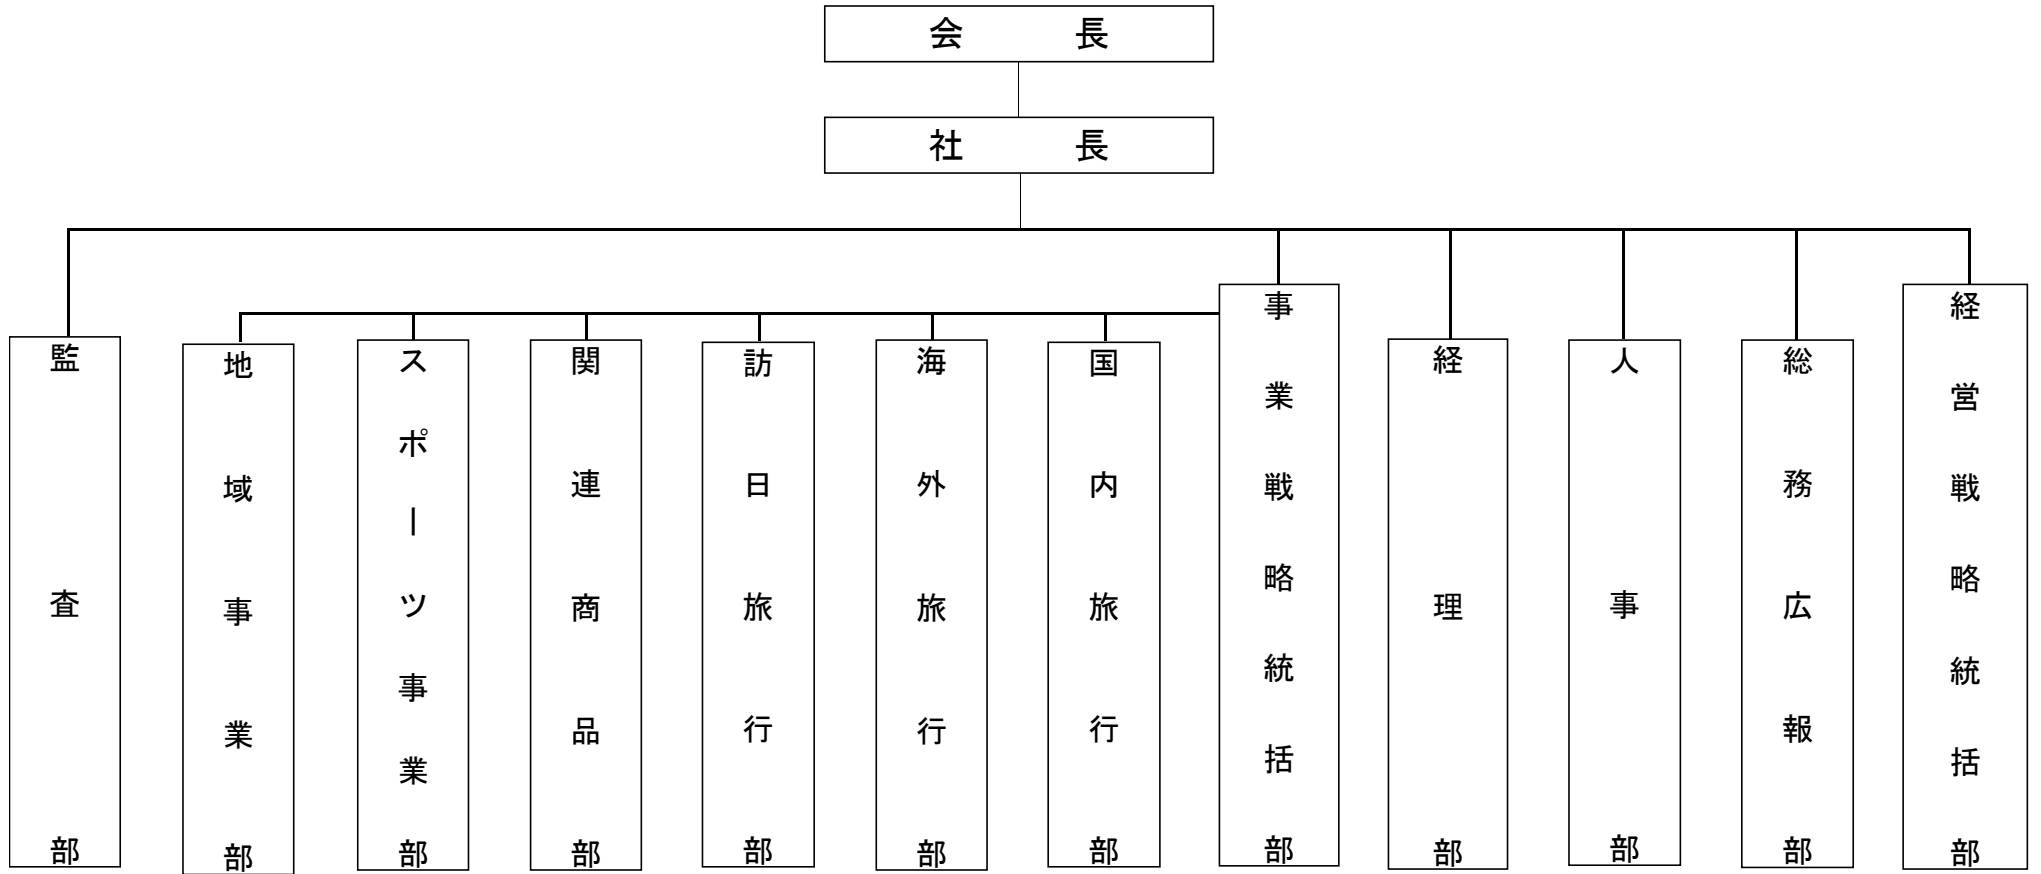 会長
社長
経営戦略統括部
総務広報部
人事部
経理部
事業戦略統括部
国内旅行部
海外旅行部
訪日旅行部
関連商品部
スポーツ事業部
地域事業部
監査部